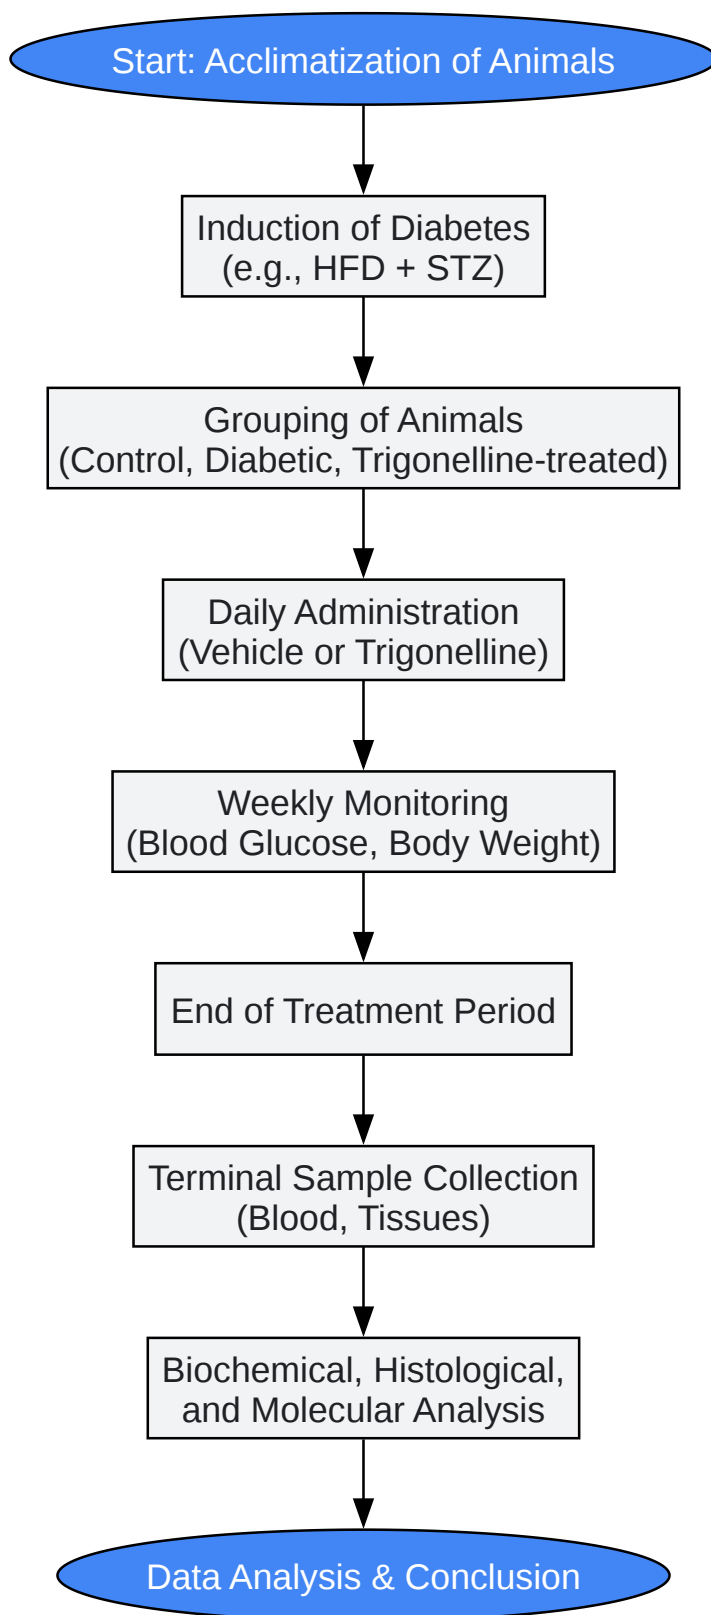 Start: Acclimatization of Animals
Induction of Diabetes
(e.g., HFD + STZ)
Grouping of Animals
(Control, Diabetic, Trigonelline-treated)
Daily Administration
(Vehicle or Trigonelline)
Weekly Monitoring
(Blood Glucose, Body Weight)
End of Treatment Period
Terminal Sample Collection
(Blood, Tissues)
Biochemical, Histological,
and Molecular Analysis
Data Analysis & Conclusion